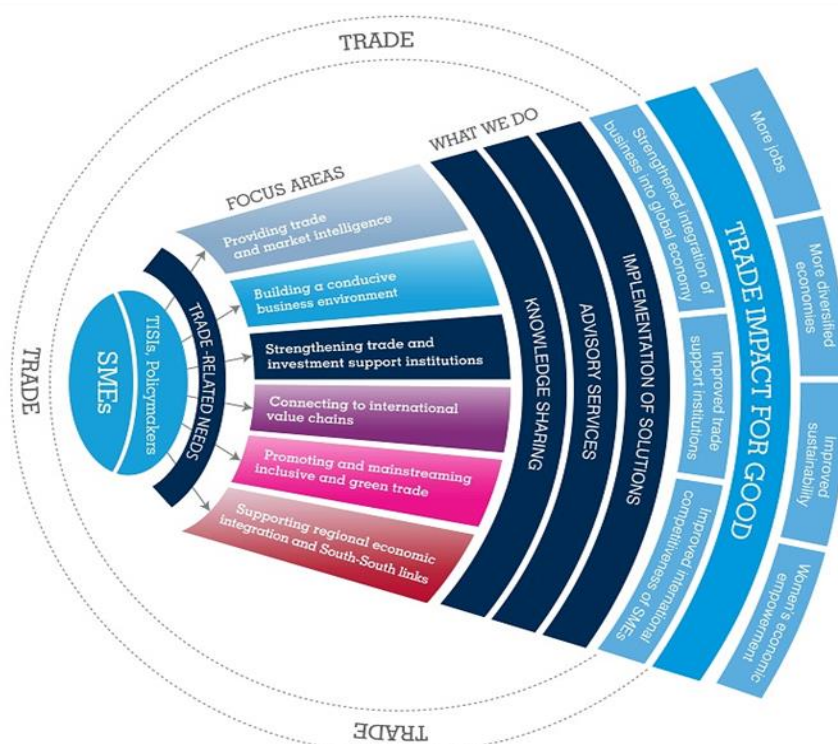 TRADE
TRADE
SMEs
TISIs, Policymakers
TRADE-RELATED NEEDS
FOCUS AREAS
Providing trade
and market intelligence
Building a conducive
business environment
Strengthening trade and
investment support institutions
Connecting to international
value chains
Promoting and mainstreaming
inclusive and green trade
Supporting regional economic
integration and South-South links
WHAT WE DO
KNOWLEDGE SHARING
ADVISORY SERVICES
IMPLEMENTATION OF SOLUTIONS
Strengthened integration of
business into global economy
Improved trade
support institutions
Improved international
competitiveness of SMEs
TRADE IMPACT FOR GOOD
More jobs
More diversified
economies
Improved
sustainability
Women's economic
empowerment
TRADE